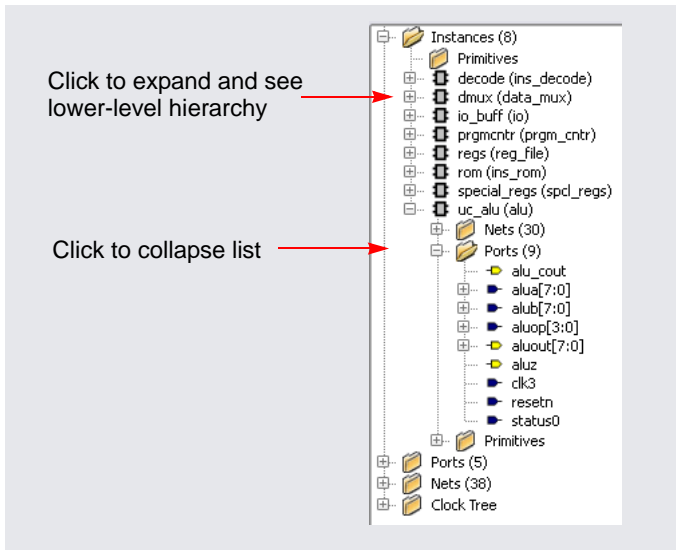 Instances (8)
Primitives
Click to expand and see
lower-level hierarchy
decode (ins_decode)
dmux (data_mux)
io_buff (io)
prgmcntr (prgm_cntr)
regs (reg_file)
rom (ins_rom)
special_regs (spcl_regs)
uc_alu (alu)
Nets (30)
Click to collapse list
Ports (9)
alu_cout
alua[7:0]
alub[7:0]
aluop[3:0]
aluout[7:0]
aluz
clk3
resetn
status0
Primitives
Ports (5)
Nets (38)
Clock Tree